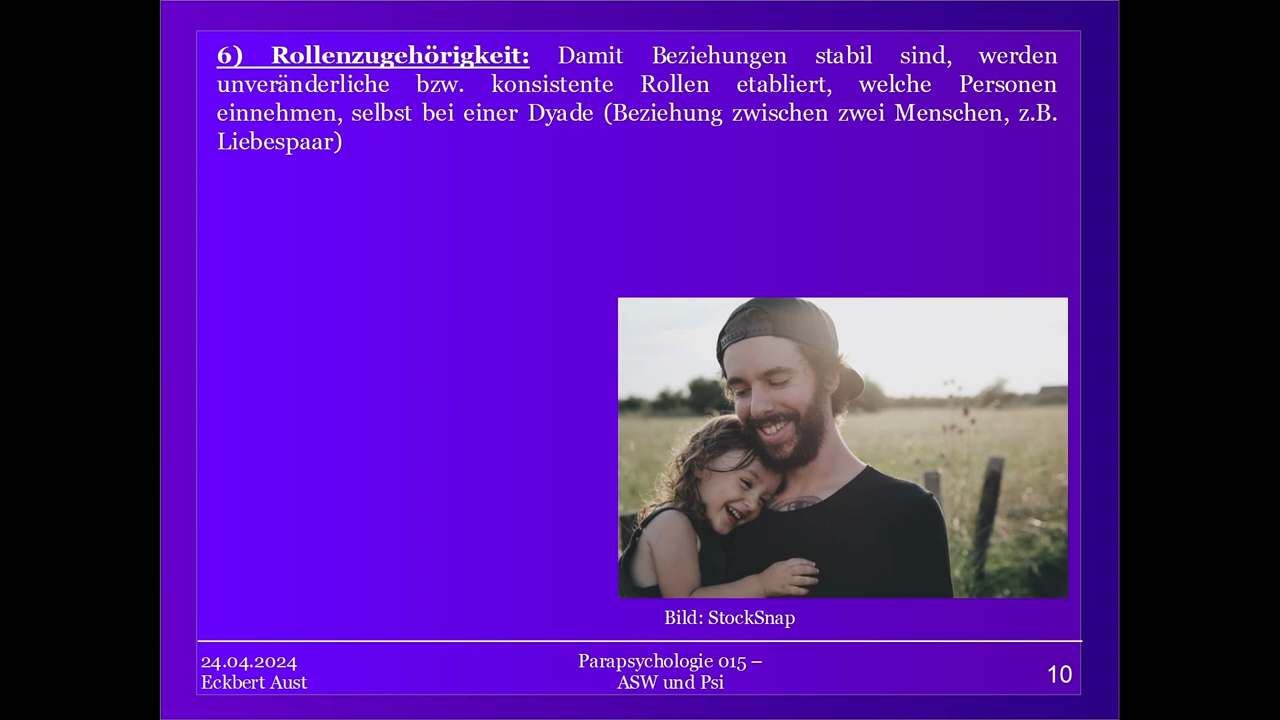 6) Rollenzugehörigkeit: Damit Beziehungen stabil sind, werden
unveränderliche bzw. konsistente Rollen etabliert, welche Personen
einnehmen, selbst bei einer Dyade (Beziehung zwischen zwei Menschen, z.B.
Liebespaar)
Bild: StockSnap
24.04.2024
Eckbert Aust
Parapsychologie 015 –
ASW und Psi
10